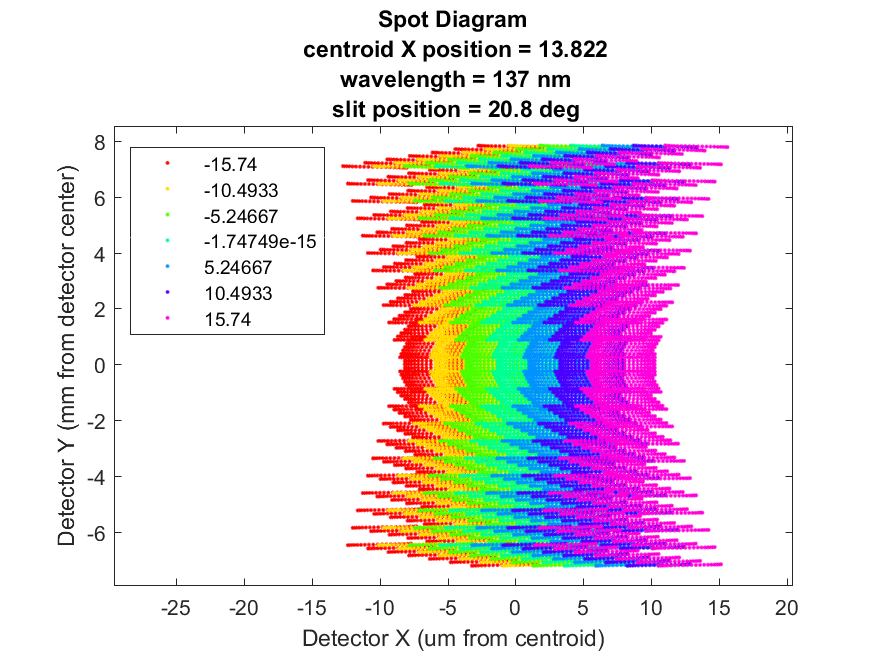 Spot Diagram
centroid X position = 13.822
wavelength = 137 nm
slit position = 20.8 deg
8
6
4
2
0
-2
-4
-6
Detector Y (mm from detector center)
-15.74
-10.4933
-5.24667
-1.74749e-15
5.24667
10.4933
15.74
-25 -20 -15 -10 -5 0 5 10 15 20
Detector X (um from centroid)